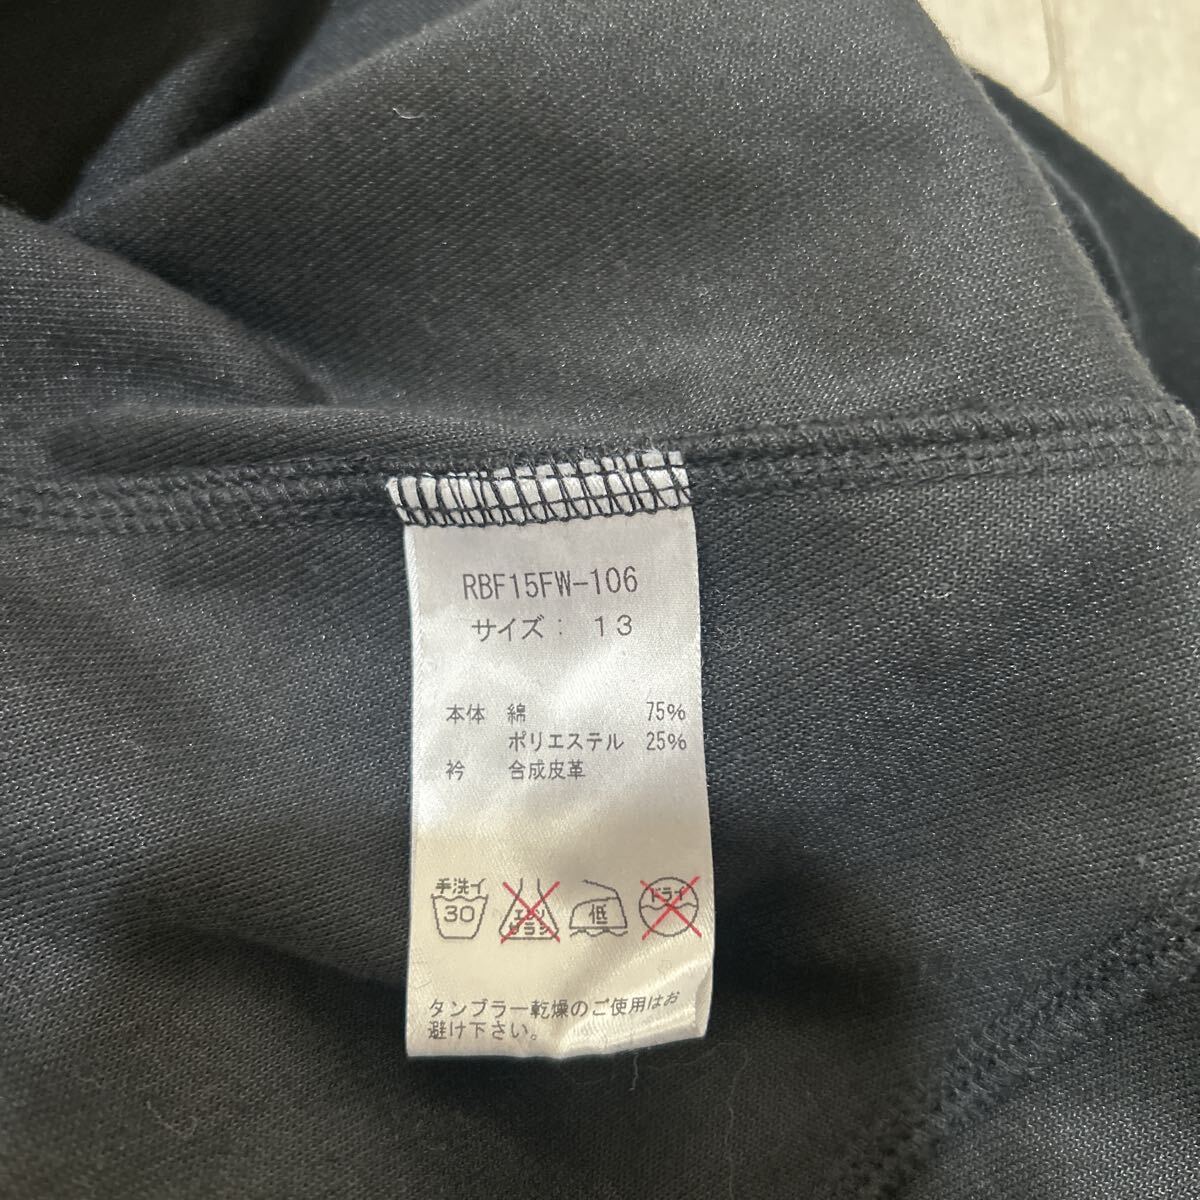 RBF15FW-106
サイズ： 13
本体 綿 75%
ポリエステル 25%
衿 合成皮革
手洗イ 30 エンソサラシ 低 ドライ
タンブラー乾燥のご使用はお
避け下さい。